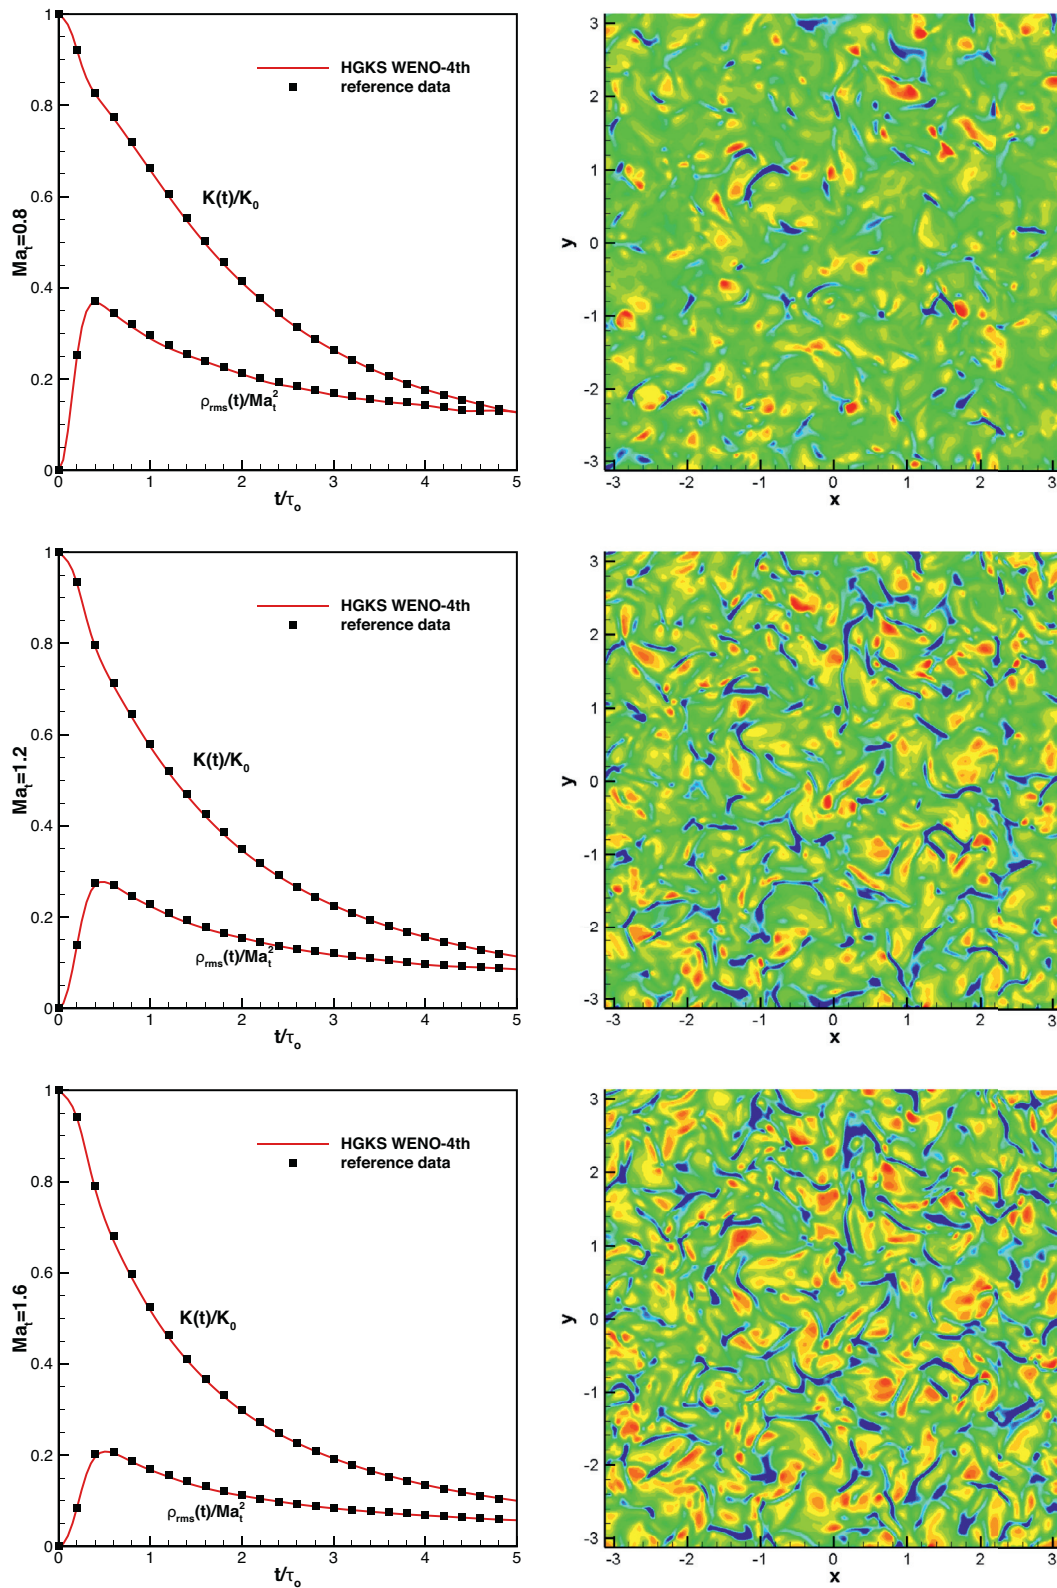 1
0.8
0.6
0.4
0.2
0
0 1 2 3 4 5
Ma_t=0.8
HGKS WENO-4th
reference data
K(t)/K_0
ρ_rms(t)/Ma_t^2
t/τ_o
3
2
1
0
-1
-2
-3
y
-3 -2 -1 0 1 2 3
x
1
0.8
0.6
0.4
0.2
0
0 1 2 3 4 5
Ma_t=1.2
HGKS WENO-4th
reference data
K(t)/K_0
ρ_rms(t)/Ma_t^2
t/τ_o
3
2
1
0
-1
2
-3
y
-3 -2 -1 0 1 2 3
x
1
0.8
0.6
0.4
0.2
0
0 1 2 3 4 5
Ma_t=1.6
HGKS WENO-4th
reference data
K(t)/K_0
ρ_rms(t)/Ma_t^2
t/τ_o
3
2
1
0
-1
-2
-3
y
-3 -2 -1 0 1 2 3
x